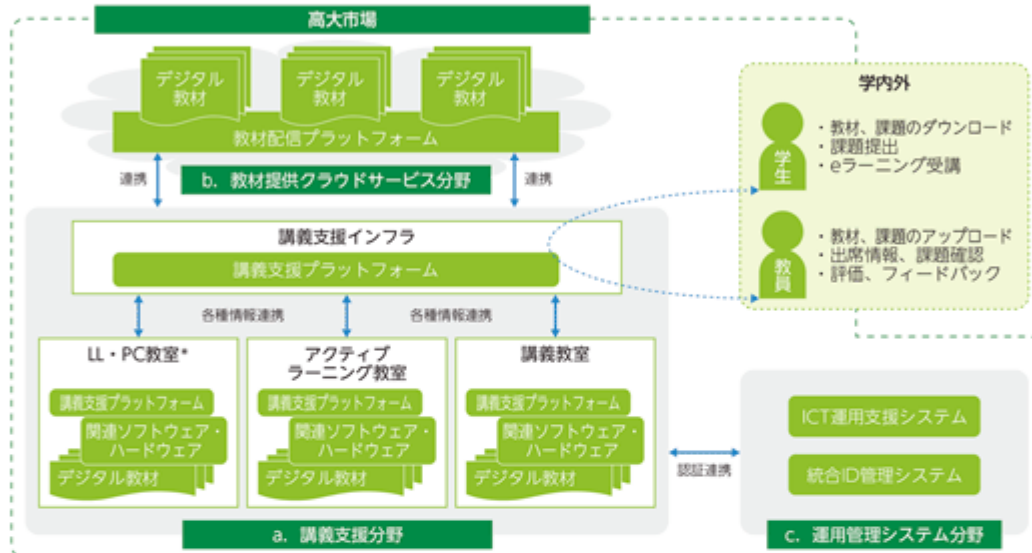 高大市場
デジタル
教材
デジタル
教材
デジタル
教材
教材配信プラットフォーム
連携
連携
b. 教材提供クラウドサービス分野
学内外
学生
・教材、課題のダウンロード
・課題提出
・eラーニング受講
教員
・教材、課題のアップロード
・出席情報、課題確認
・評価、フィードバック
講義支援インフラ
講義支援プラットフォーム
各種情報連携
各種情報連携
LL・PC教室*
講義支援プラットフォーム
関連ソフトウェア・
ハードウェア
デジタル教材
アクティブ
ラーニング教室
講義支援プラットフォーム
関連ソフトウェア・
ハードウェア
デジタル教材
講義教室
講義支援プラットフォーム
関連ソフトウェア・
ハードウェア
デジタル教材
a. 講義支援分野
認証連携
ICT運用支援システム
統合ID管理システム
c. 運用管理システム分野